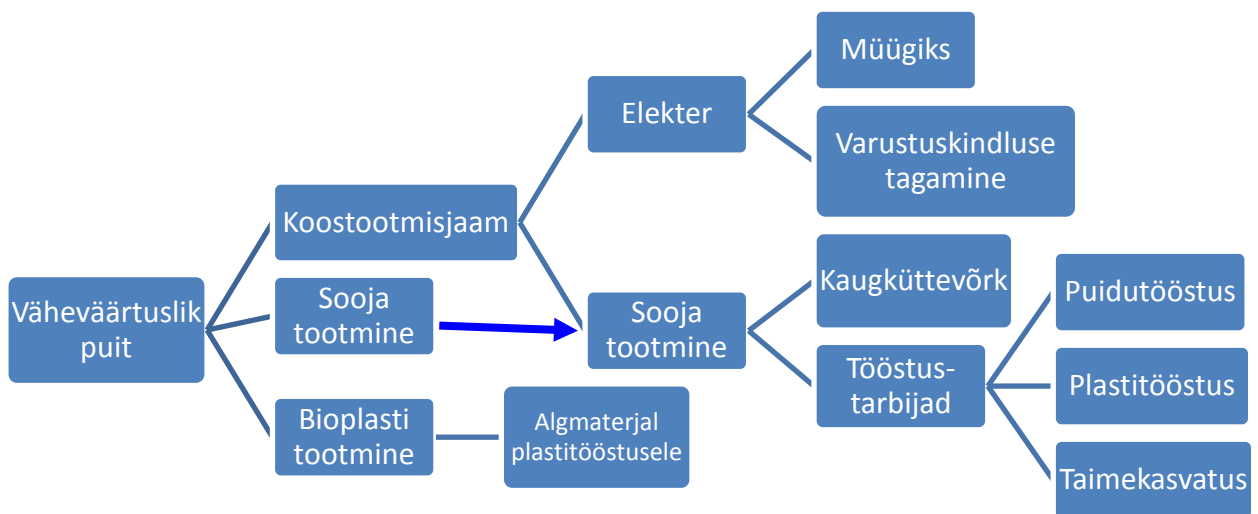 Väheväärtuslik
puit
Koostootmisjaam
Sooja
tootmine
Bioplasti
tootmine
Elekter
Sooja
tootmine
Algmaterjal
plastitööstusele
Müügiks
Varustuskindluse
tagamine
Kaugküttevõrk
Tööstus-
tarbijad
Puidutööstus
Plastitööstus
Taimekasvatus